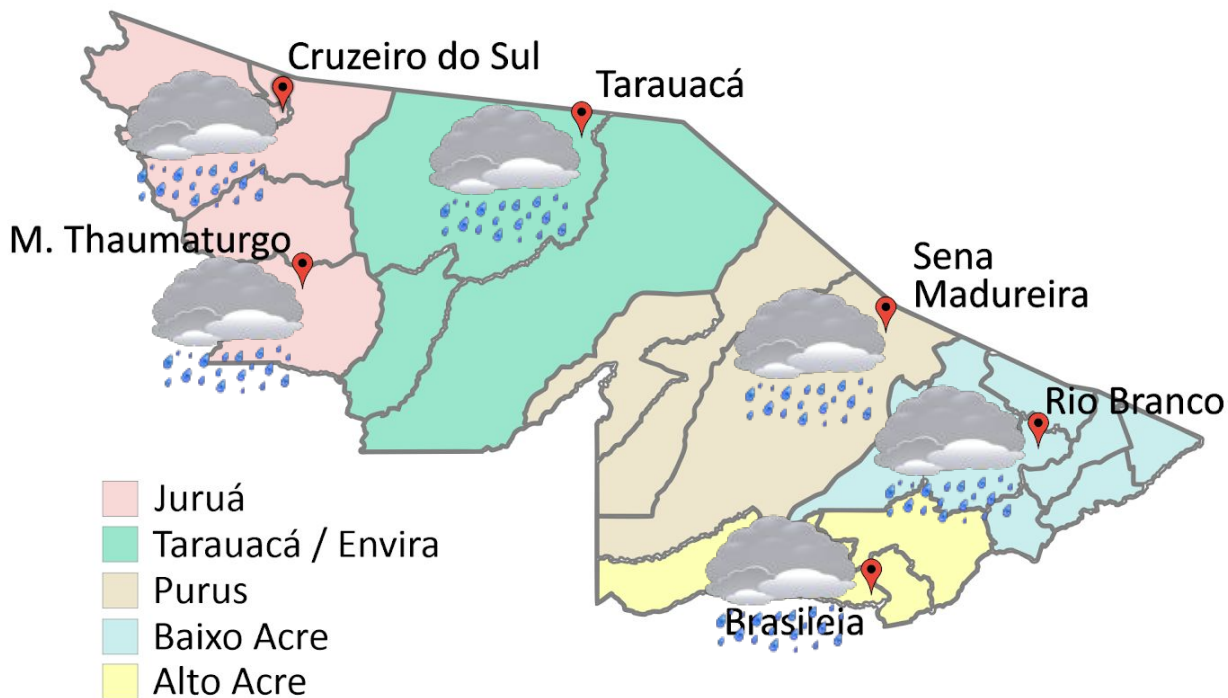 Cruzeiro do Sul
Tarauacá
M. Thaumaturgo
Sena
Madureira
Rio Branco
Brasileia
Juruá
Tarauacá / Envira
Purus
Baixo Acre
Alto Acre